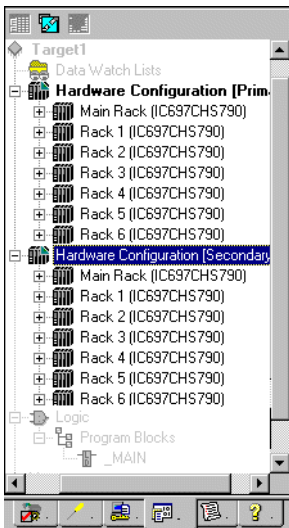 Target1
Data Watch Lists
Hardware Configuration [Prim
Main Rack (IC697CHS790)
Rack 1 (IC697CHS790)
Rack 2 (IC697CHS790)
Rack 3 (IC697CHS790)
Rack 4 (IC697CHS790)
Rack 5 (IC697CHS790)
Rack 6 (IC697CHS790)
Hardware Configuration [Secondary
Main Rack (IC697CHS790)
Rack 1 (IC697CHS790)
Rack 2 (IC697CHS790)
Rack 3 (IC697CHS790)
Rack 4 (IC697CHS790)
Rack 5 (IC697CHS790)
Rack 6 (IC697CHS790)
Logic
Program Blocks
_MAIN